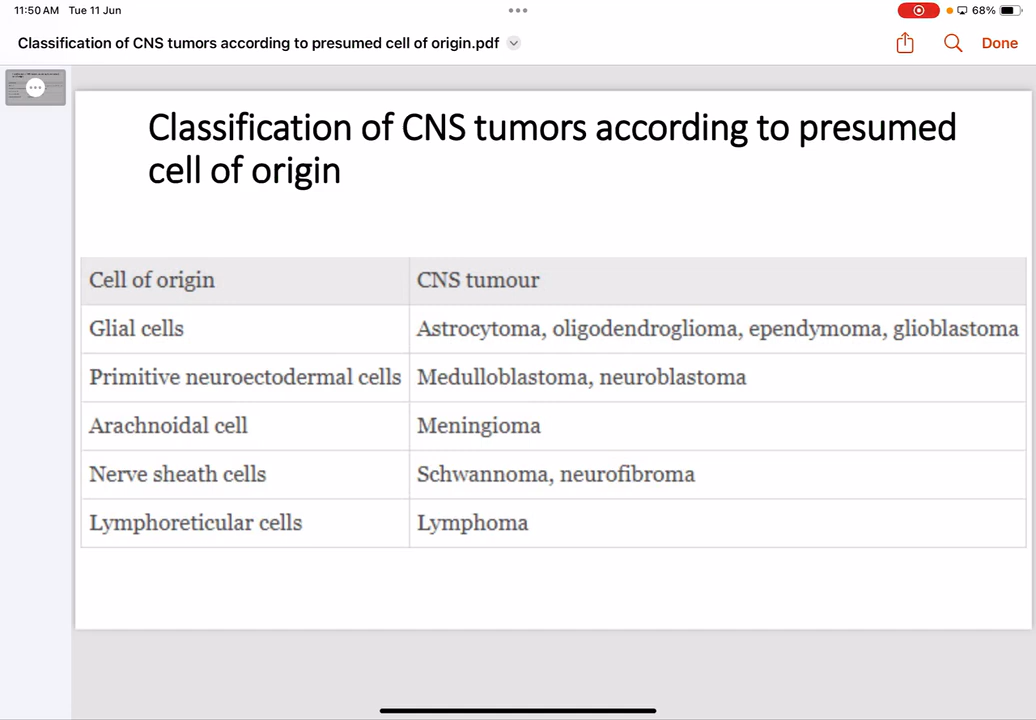 11:50 AM Tue 11 Jun
68%
Classification of CNS tumors according to presumed cell of origin.pdf
Done
Classification of CNS tumors according to presumed
cell of origin
Cell of origin CNS tumour
Glial cells Astrocytoma, oligodendroglioma, ependymoma, glioblastoma
Primitive neuroectodermal cells Medulloblastoma, neuroblastoma
Arachnoidal cell Meningioma
Nerve sheath cells Schwannoma, neurofibroma
Lymphoreticular cells Lymphoma